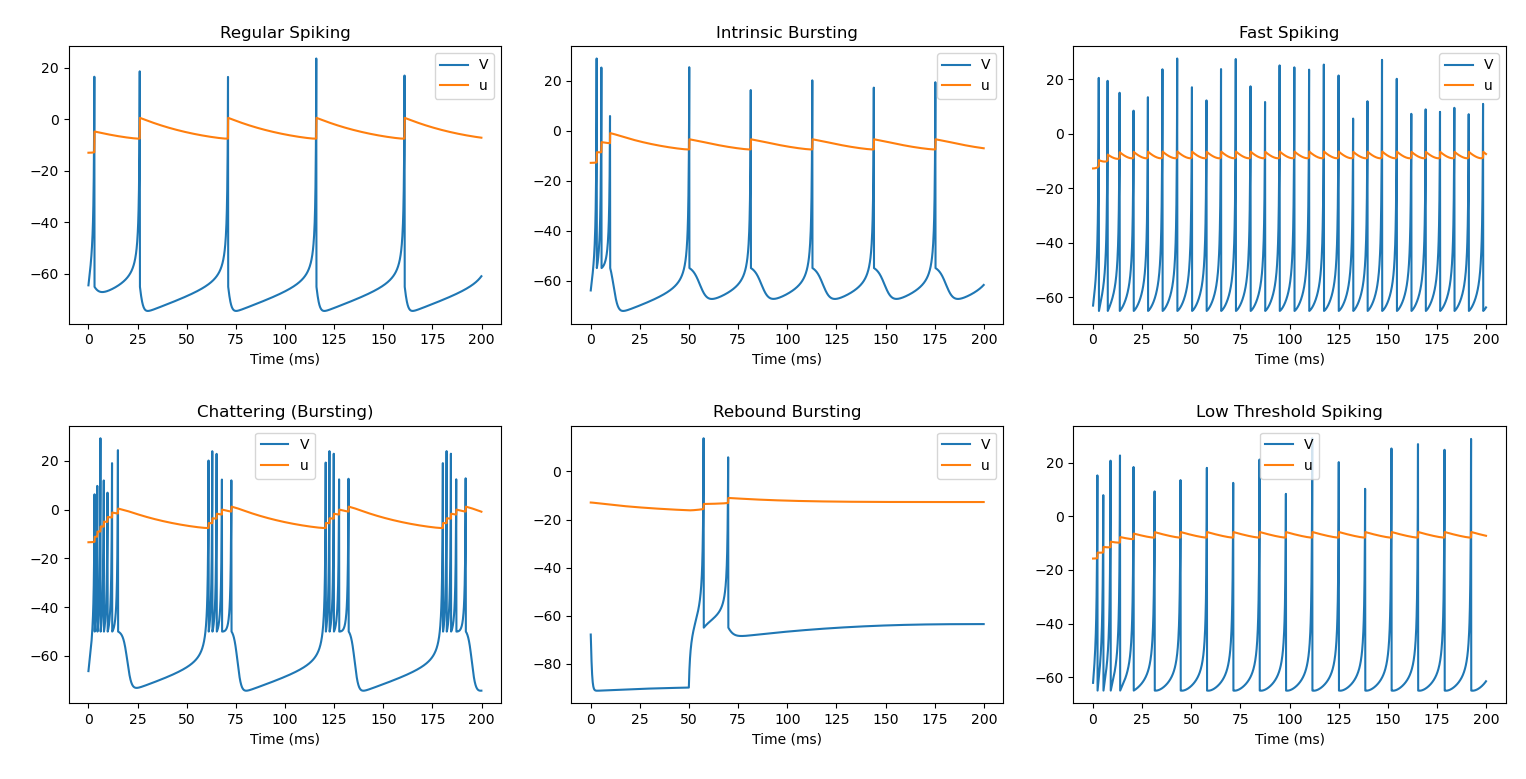 Regular Spiking
V
u
20
0
−20
−40
−60
0 25 50 75 100 125 150 175 200
Time (ms)
Intrinsic Bursting
V
u
20
0
−20
−40
−60
0 25 50 75 100 125 150 175 200
Time (ms)
Fast Spiking
V
u
20
0
−20
−40
−60
0 25 50 75 100 125 150 175 200
Time (ms)
Chattering (Bursting)
V
u
20
0
−20
−40
−60
0 25 50 75 100 125 150 175 200
Time (ms)
Rebound Bursting
V
u
0
−20
−40
−60
−80
0 25 50 75 100 125 150 175 200
Time (ms)
Low Threshold Spiking
V
u
20
0
−20
−40
−60
0 25 50 75 100 125 150 175 200
Time (ms)